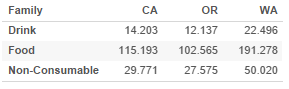 Family CA OR WA
Drink 14.203 12.137 22.496
Food 115.193 102.565 191.278
Non-Consumable 29.771 27.575 50.020